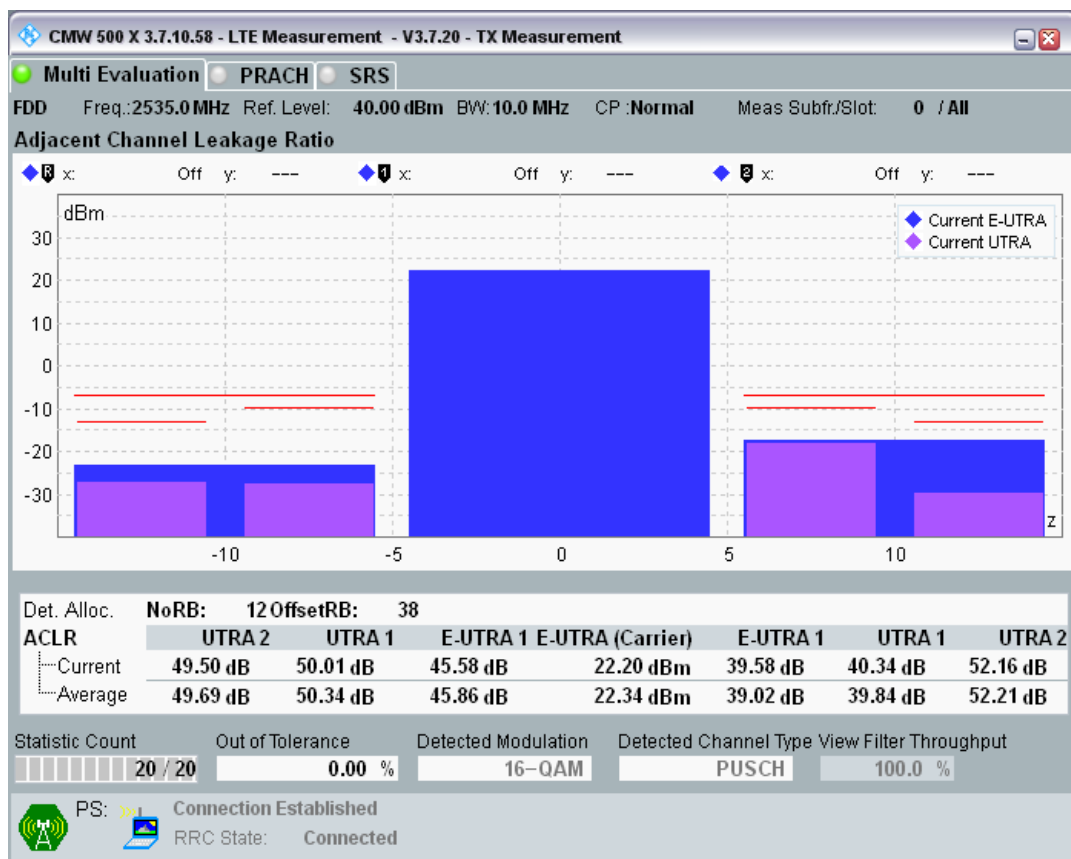 CMW 500 X 3.7.10.58 - LTE Measurement - V3.7.20 - TX Measurement
Multi Evaluation PRACH SRS
FDD Freq.:2535.0 MHz Ref. Level: 40.00 dBm BW: 10.0 MHz CP :Normal Meas Subfr./Slot: 0 / All
Adjacent Channel Leakage Ratio
R x: Off y: --- 1 x: Off y: --- 2 x: Off y: ---
dBm
Current E-UTRA
Current UTRA
30
20
10
0
-10
-20
-30
z
-10 -5 0 5 10
Det. Alloc. NoRB: 12 OffsetRB: 38
ACLR UTRA 2 UTRA 1 E-UTRA 1 E-UTRA (Carrier) E-UTRA 1 UTRA 1 UTRA 2
Current 49.50 dB 50.01 dB 45.58 dB 22.20 dBm 39.58 dB 40.34 dB 52.16 dB
Average 49.69 dB 50.34 dB 45.86 dB 22.34 dBm 39.02 dB 39.84 dB 52.21 dB
Statistic Count Out of Tolerance Detected Modulation Detected Channel Type View Filter Throughput
20 / 20 0.00 % 16-QAM PUSCH 100.0 %
PS: Connection Established
RRC State: Connected